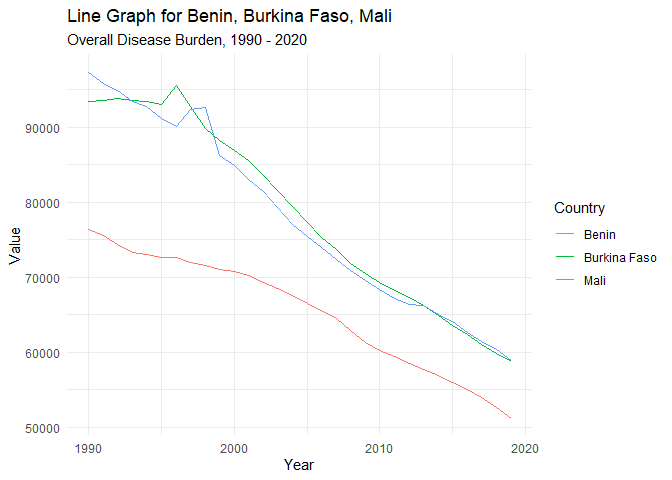 Line Graph for Benin, Burkina Faso, Mali
Overall Disease Burden, 1990 - 2020
90000
80000
70000
60000
50000
Value
1990
2000
2010
2020
Year
Country
Benin
Burkina Faso
Mali